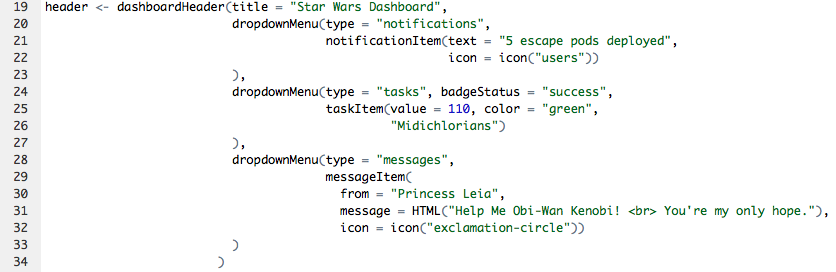 19 header <- dashboardHeader(title = "Star Wars Dashboard",
20 dropdownMenu(type = "notifications",
21 notificationItem(text = "5 escape pods deployed",
22 icon = icon("users"))
23 ),
24 dropdownMenu(type = "tasks", badgeStatus = "success",
25 taskItem(value = 110, color = "green",
26 "Midichlorians")
27 ),
28 dropdownMenu(type = "messages",
29 messageItem(
30 from = "Princess Leia",
31 message = HTML("Help Me Obi-Wan Kenobi! <br> You're my only hope."),
32 icon = icon("exclamation-circle"))
33 )
34 )